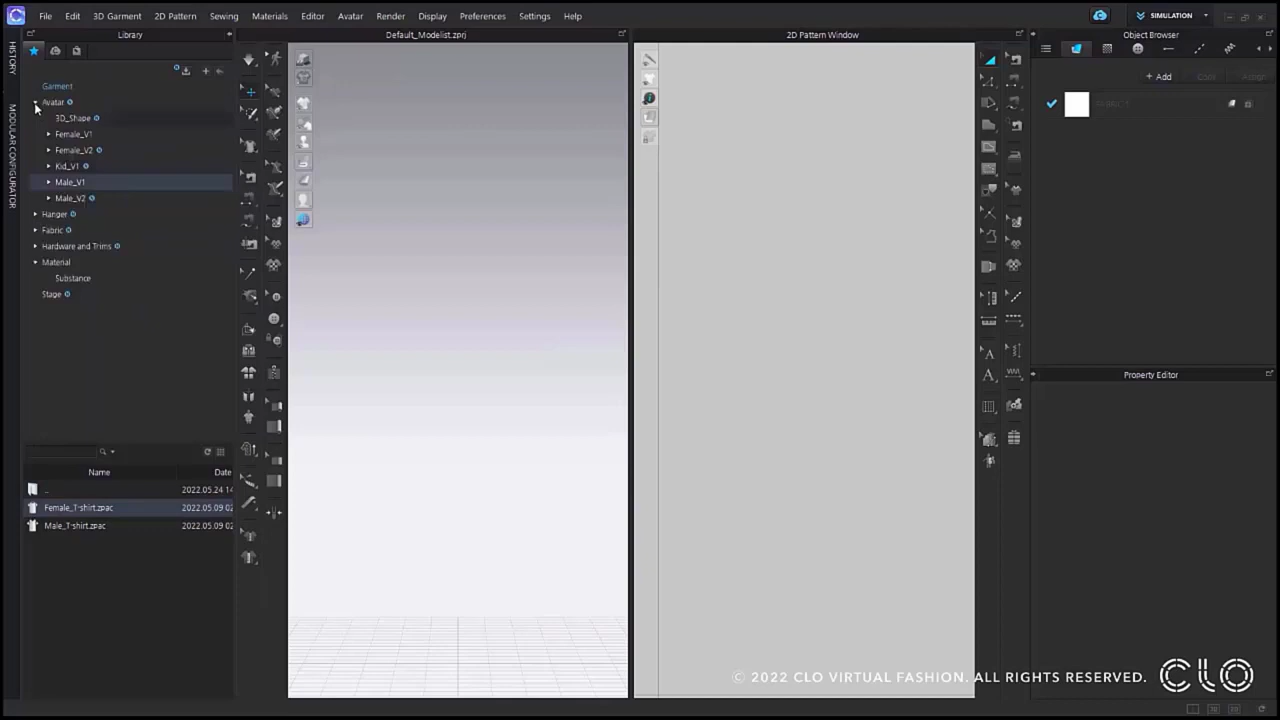 File Edit 3D Garment 2D Pattern Sewing Materials Editor Avatar Render Display Preferences Settings Help SIMULATION
Library Default_Modelist.zprj 2D Pattern Window Object Browser
HISTORY
MODULAR CONFIGURATOR
Garment
Avatar
3D_Shape
Female_V1
Female_V2
Kid_V1
Male_V1
Male_V2
Hanger
Fabric
Hardware and Trims
Material
Substance
Stage
+ Add Copy Assign
Property Editor
Name Date
.. 2022.05.24 14
Female_T-shirt.zpac 2022.05.09 02
Male_T-shirt.zpac 2022.05.09 02
© 2022 CLO VIRTUAL FASHION. ALL RIGHTS RESERVED. CLO